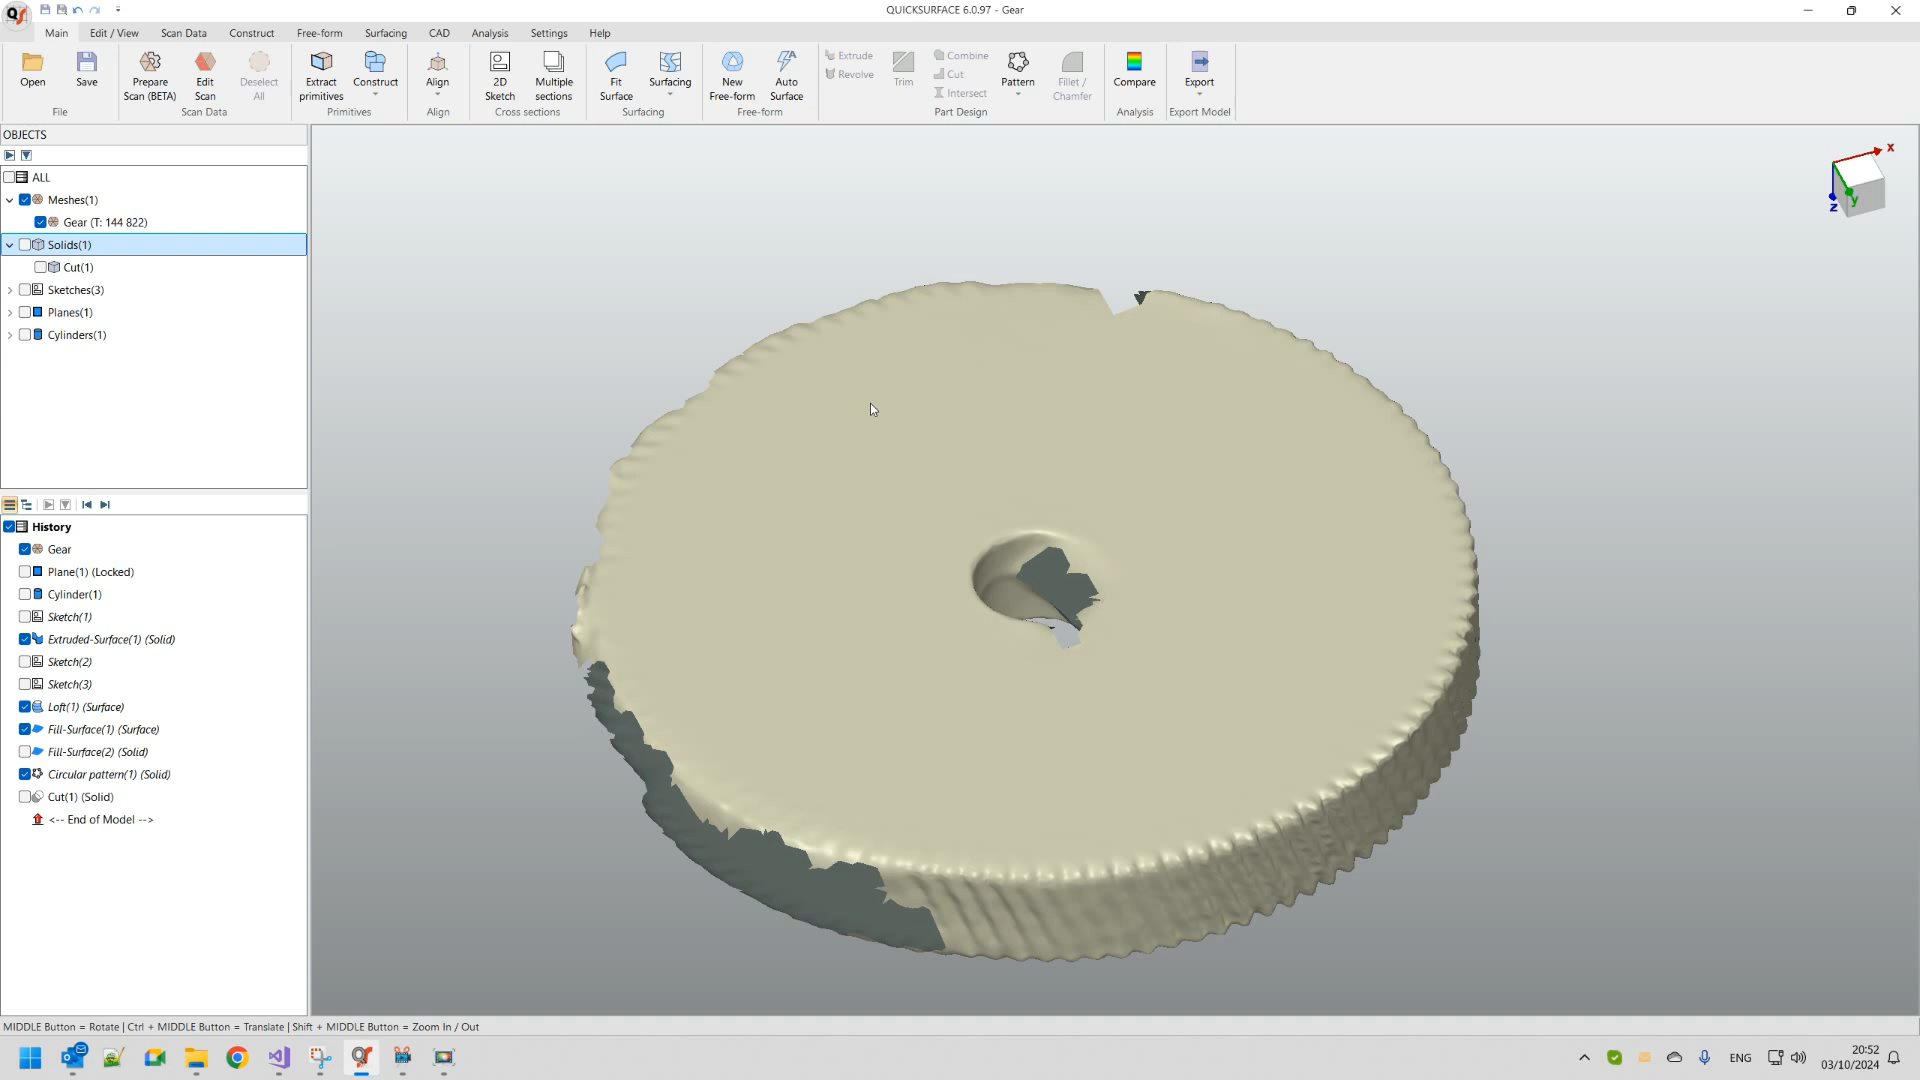 QUICKSURFACE 6.0.97 - Gear
Main Edit / View Scan Data Construct Free-form Surfacing CAD Analysis Settings Help
Open Save
File
Prepare Scan (BETA) Edit Scan Deselect All
Scan Data
Extract primitives Construct
Primitives
Align
Align
2D Sketch Multiple sections
Cross sections
Fit Surface Surfacing
Surfacing
New Free-form Auto Surface
Free-form
Extrude
Revolve
Trim
Combine
Cut
Intersect
Pattern
Fillet / Chamfer
Part Design
Compare
Analysis
Export
Export Model
OBJECTS
ALL
Meshes(1)
Gear (T: 144 822)
Solids(1)
Cut(1)
Sketches(3)
Planes(1)
Cylinders(1)
History
Gear
Plane(1) (Locked)
Cylinder(1)
Sketch(1)
Extruded-Surface(1) (Solid)
Sketch(2)
Sketch(3)
Loft(1) (Surface)
Fill-Surface(1) (Surface)
Fill-Surface(2) (Solid)
Circular pattern(1) (Solid)
Cut(1) (Solid)
<-- End of Model -->
x
y
z
MIDDLE Button = Rotate | Ctrl + MIDDLE Button = Translate | Shift + MIDDLE Button = Zoom In / Out
ENG
20:52
03/10/2024